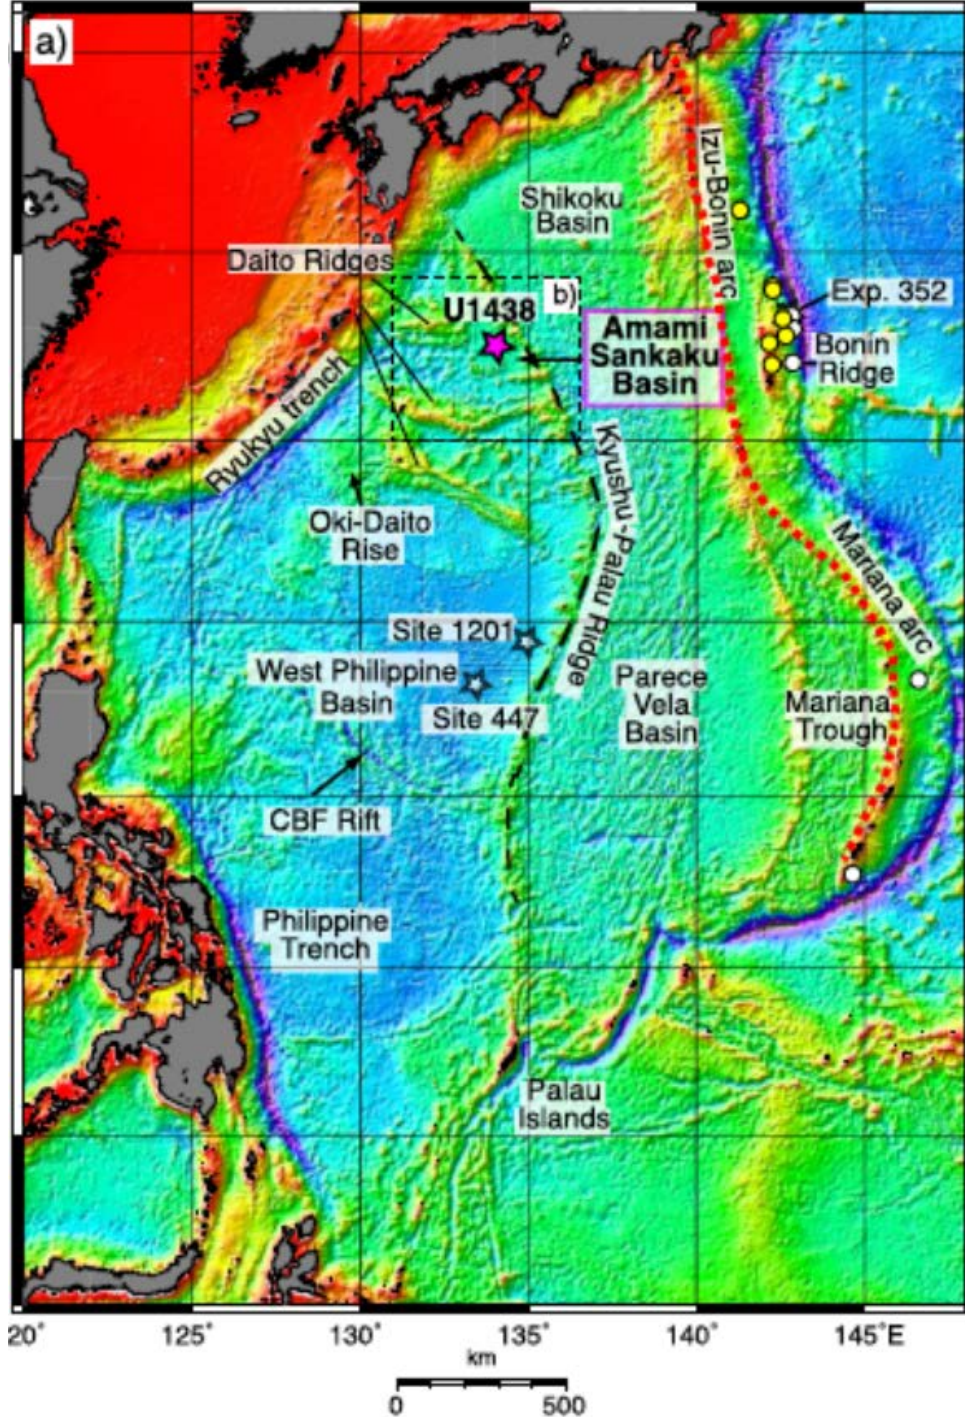 a)
Shikoku
Basin
Izu-Bonin arc
Daito Ridges
b)
Exp. 352
U1438
Amami
Sankaku
Basin
Bonin
Ridge
Ryukyu trench
Kyushu-Palau Ridge
Oki-Daito
Rise
Mariana arc
Site 1201
West Philippine
Basin
Site 447
Parece
Vela
Basin
Mariana
Trough
CBF Rift
Philippine
Trench
Palau
Islands
20° 125° 130° 135° 140° 145°E
km
0 500